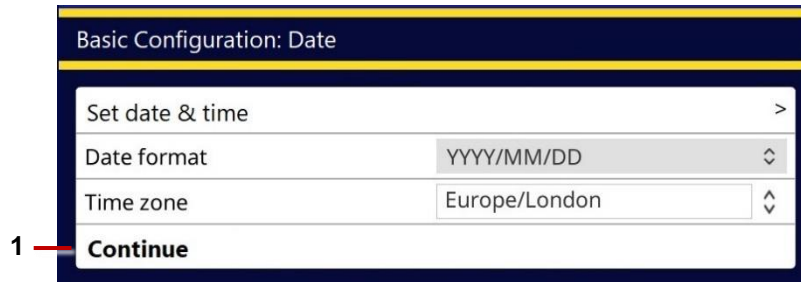 Basic Configuration: Date
Set date & time >
Date format YYYY/MM/DD
Time zone Europe/London
1 Continue